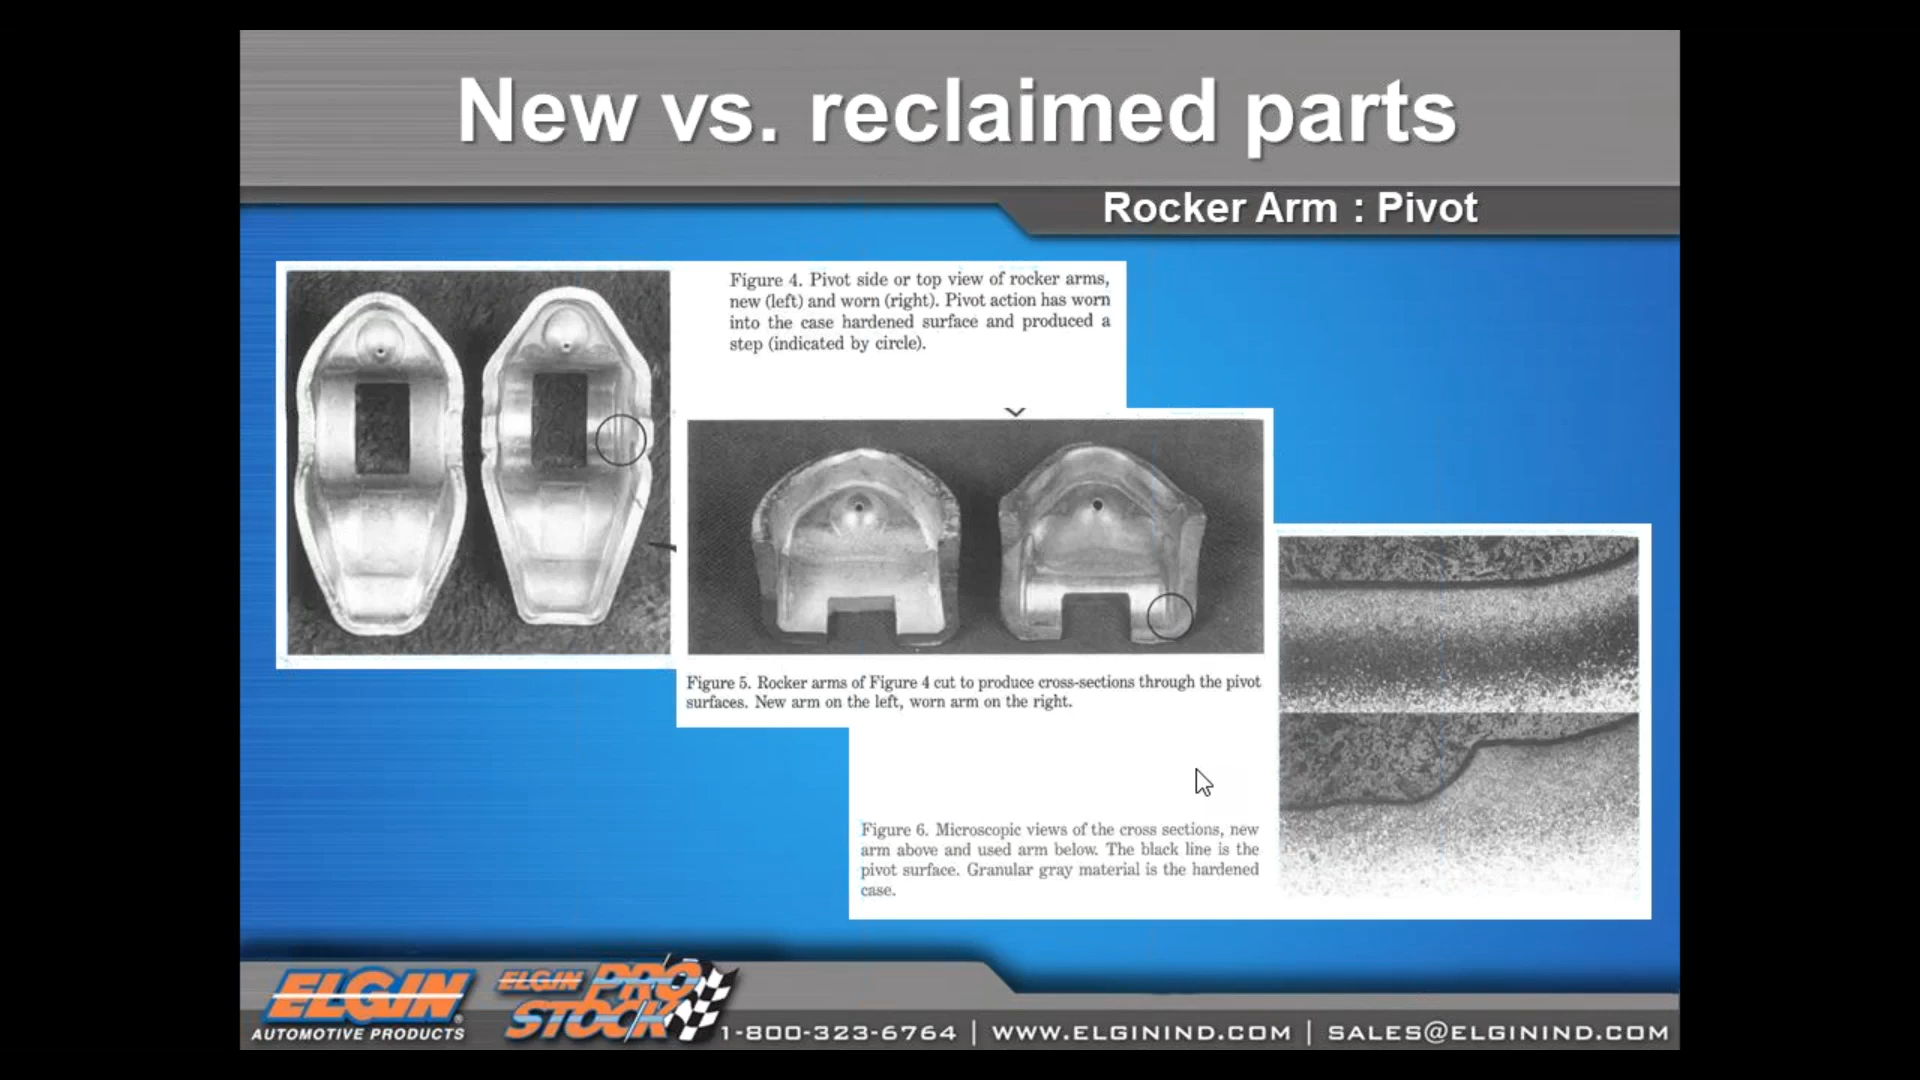 New vs. reclaimed parts
Rocker Arm : Pivot
Figure 4. Pivot side or top view of rocker arms,
new (left) and worn (right). Pivot action has worn
into the case hardened surface and produced a
step (indicated by circle).
Figure 5. Rocker arms of Figure 4 cut to produce cross-sections through the pivot
surfaces. New arm on the left, worn arm on the right.
Figure 6. Microscopic views of the cross sections, new
arm above and used arm below. The black line is the
pivot surface. Granular gray material is the hardened
case.
ELGIN
AUTOMOTIVE PRODUCTS
ELGIN PRO
STOCK
1-800-323-6764 | WWW.ELGININD.COM | SALES@ELGININD.COM